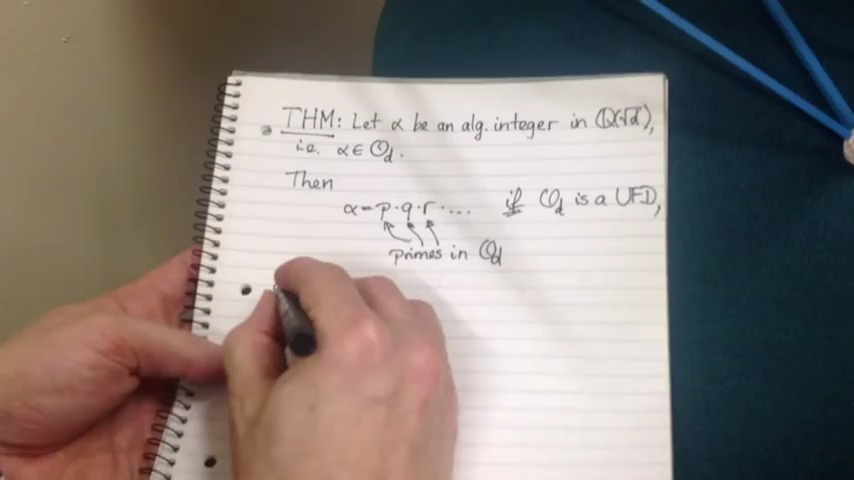 THM: Let α be an alg. integer in ℚ(√d),
i.e. α ∈ 𝒪_d.
Then
α = p·q·r·.... if 𝒪_d is a UFD,
primes in 𝒪_d